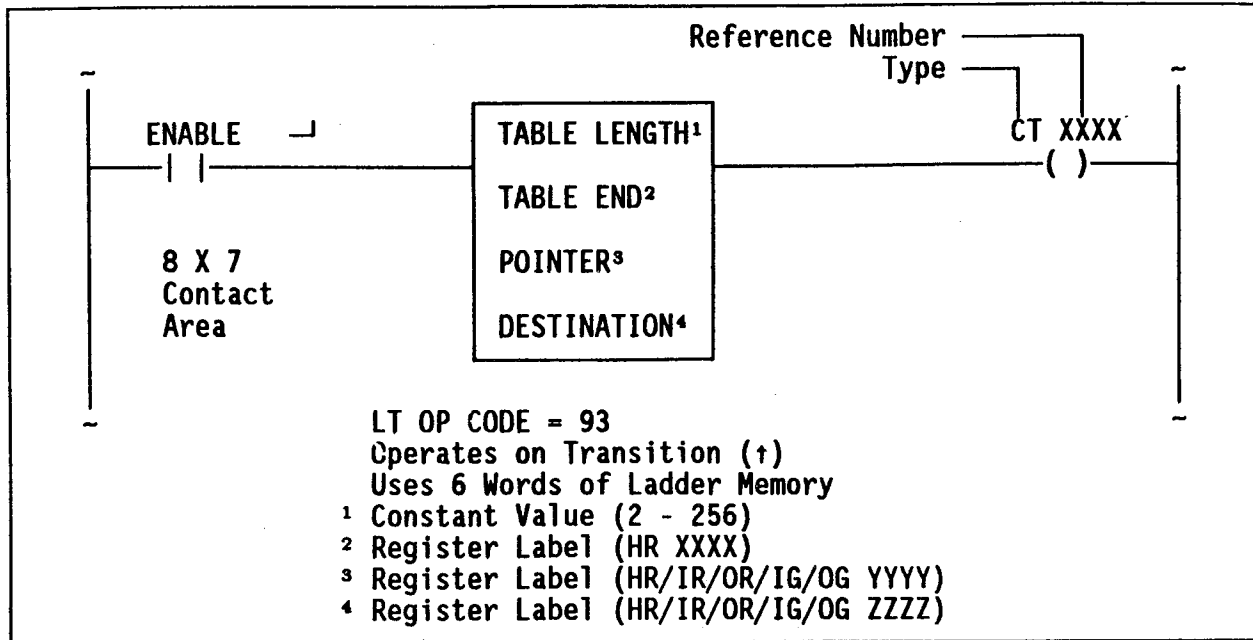 Reference Number
Type
ENABLE
CT XXXX
( )
TABLE LENGTH¹
TABLE END²
POINTER³
DESTINATION⁴
8 X 7
Contact
Area
LT OP CODE = 93
Operates on Transition (↑)
Uses 6 Words of Ladder Memory
¹ Constant Value (2 - 256)
² Register Label (HR XXXX)
³ Register Label (HR/IR/OR/IG/OG YYYY)
⁴ Register Label (HR/IR/OR/IG/OG ZZZZ)